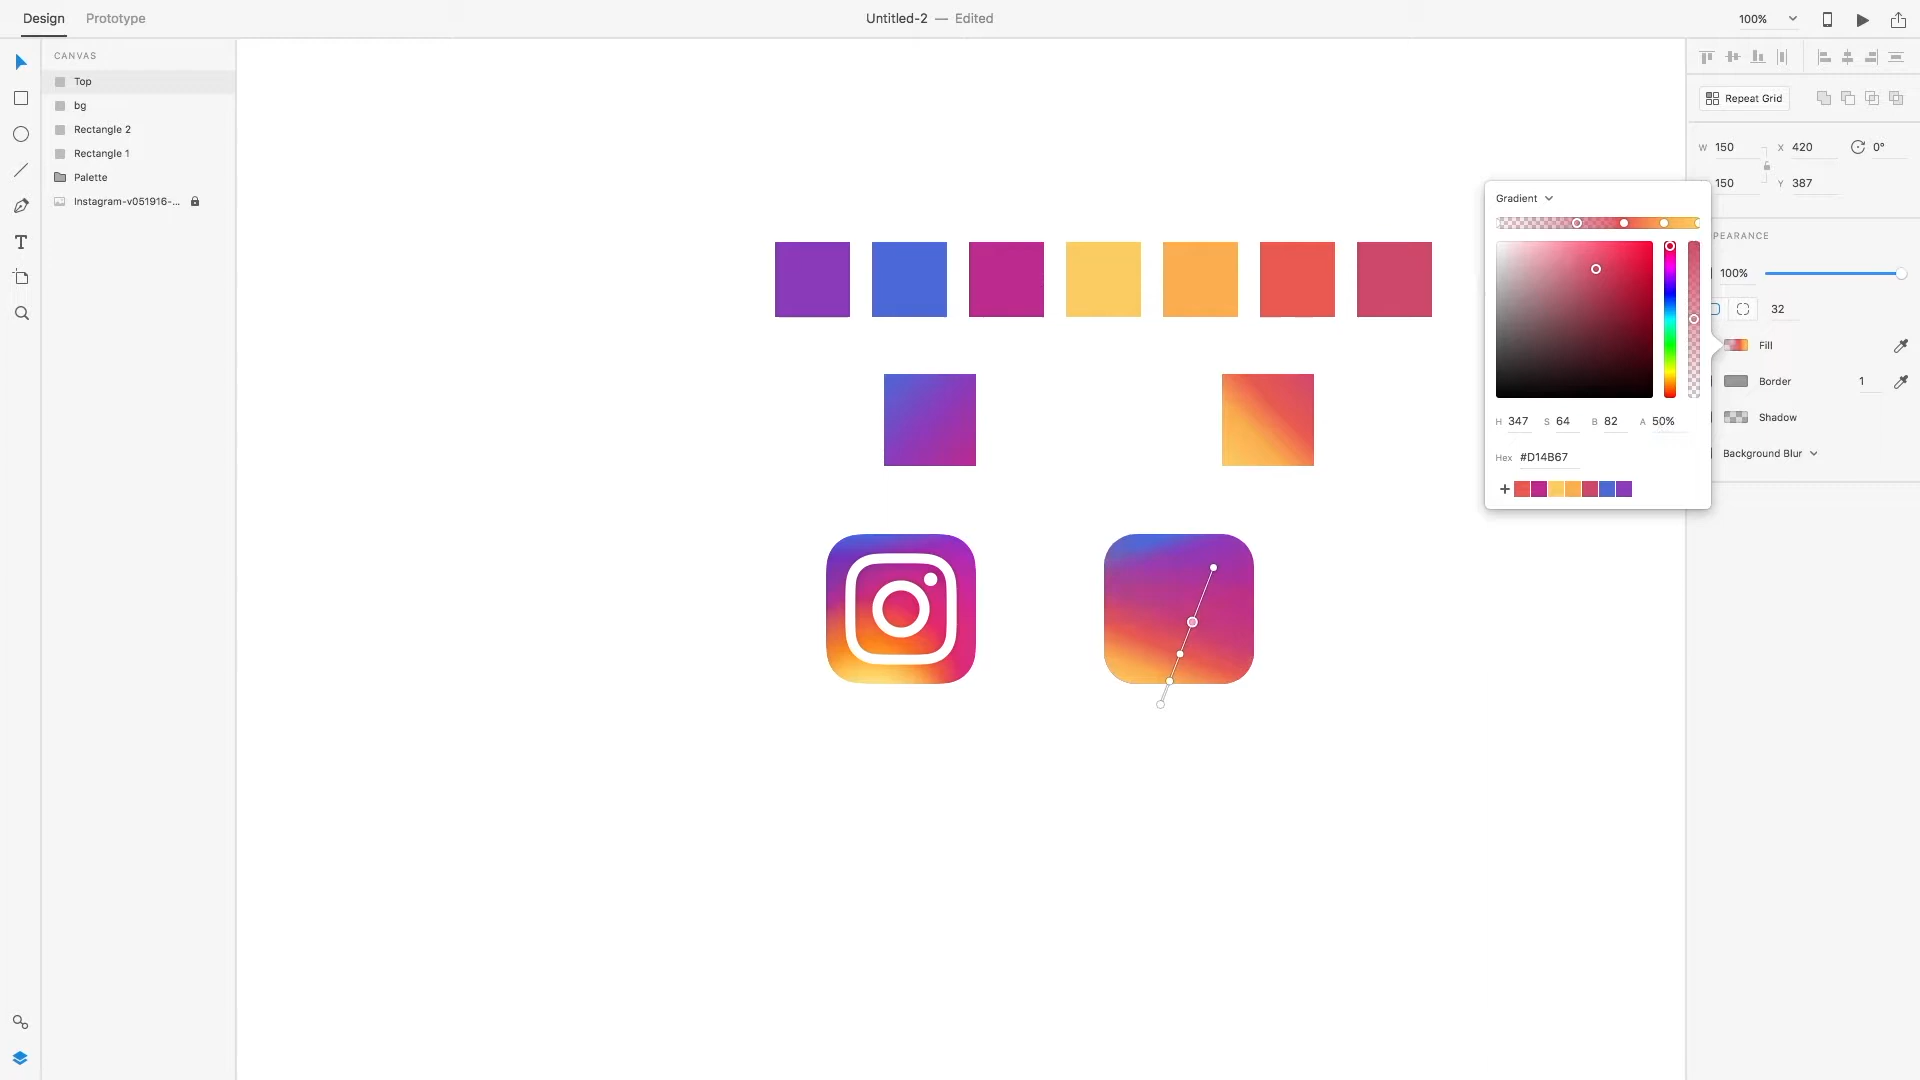 Design Prototype Untitled-2 — Edited 100%
CANVAS
Top
bg
Rectangle 2
Rectangle 1
Palette
Instagram-v051916-...
Repeat Grid
W 150 X 420 0°
150 Y 387
PEARANCE
100%
32
Fill
Border 1
Shadow
Background Blur
Gradient
H 347 S 64 B 82 A 50%
Hex #D14B67